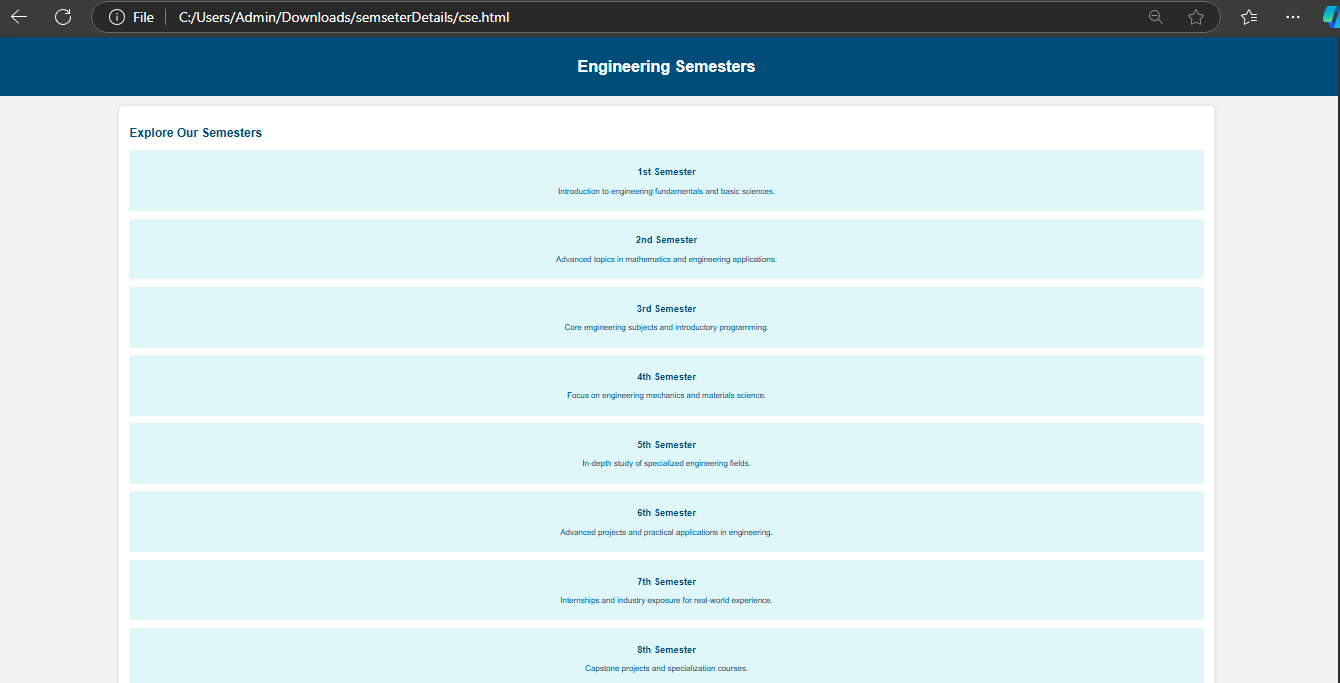 File C:/Users/Admin/Downloads/semseterDetails/cse.html
Engineering Semesters
Explore Our Semesters
1st Semester
Introduction to engineering fundamentals and basic sciences.
2nd Semester
Advanced topics in mathematics and engineering applications.
3rd Semester
Core engineering subjects and introductory programming.
4th Semester
Focus on engineering mechanics and materials science.
5th Semester
In-depth study of specialized engineering fields.
6th Semester
Advanced projects and practical applications in engineering.
7th Semester
Internships and industry exposure for real-world experience.
8th Semester
Capstone projects and specialization courses.